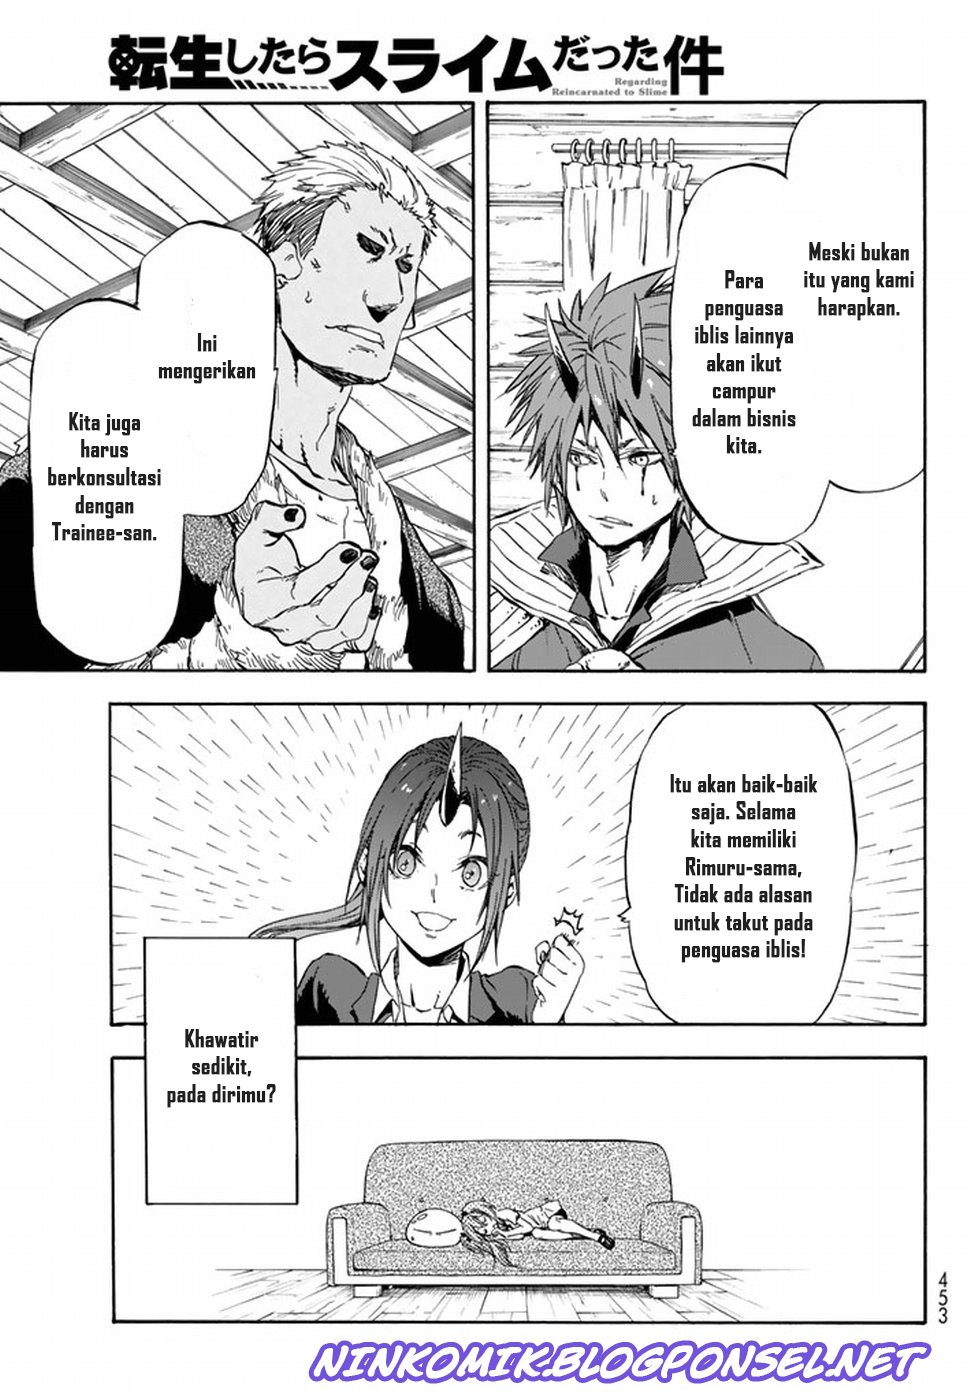 転生したらスライムだった件
Regarding
Reincarnated to Slime
Meski bukan
itu yang kami
harapkan.
Para
penguasa
iblis lainnya
akan ikut
campur
dalam bisnis
kita.
Ini
mengerikan
Kita juga
harus
berkonsultasi
dengan
Trainee-san.
Itu akan baik-baik
saja. Selama
kita memiliki
Rimuru-sama,
Tidak ada alasan
untuk takut pada
penguasa iblis!
Khawatir
sedikit,
pada dirimu?
453
NINKOMIK.BLOGPONSEL.NET